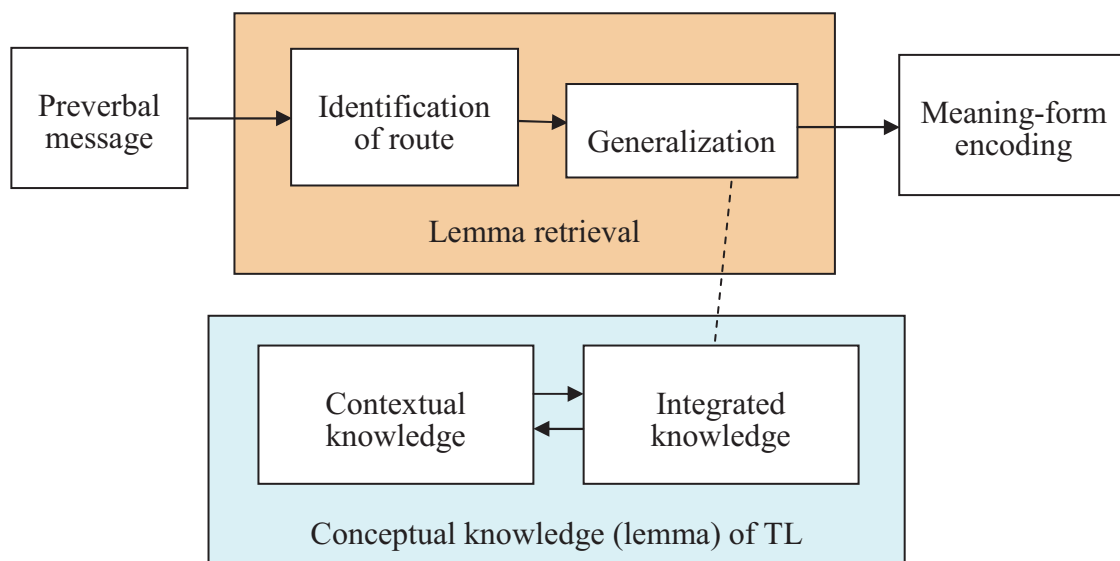 Preverbal
message
Identification
of route
Generalization
Meaning-form
encoding
Lemma retrieval
Contextual
knowledge
Integrated
knowledge
Conceptual knowledge (lemma) of TL